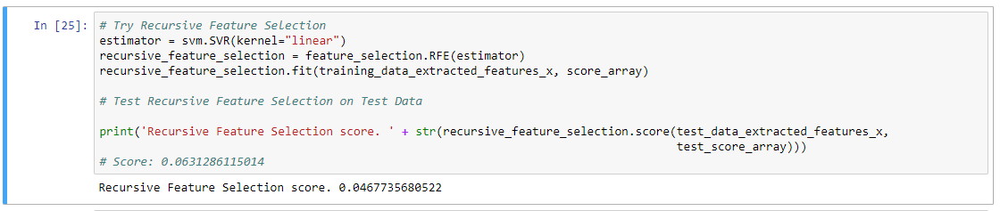 In [25]: # Try Recursive Feature Selection
estimator = svm.SVR(kernel="linear")
recursive_feature_selection = feature_selection.RFE(estimator)
recursive_feature_selection.fit(training_data_extracted_features_x, score_array)
# Test Recursive Feature Selection on Test Data
print('Recursive Feature Selection score. ' + str(recursive_feature_selection.score(test_data_extracted_features_x,
test_score_array)))
# Score: 0.0631286115014
Recursive Feature Selection score. 0.0467735680522